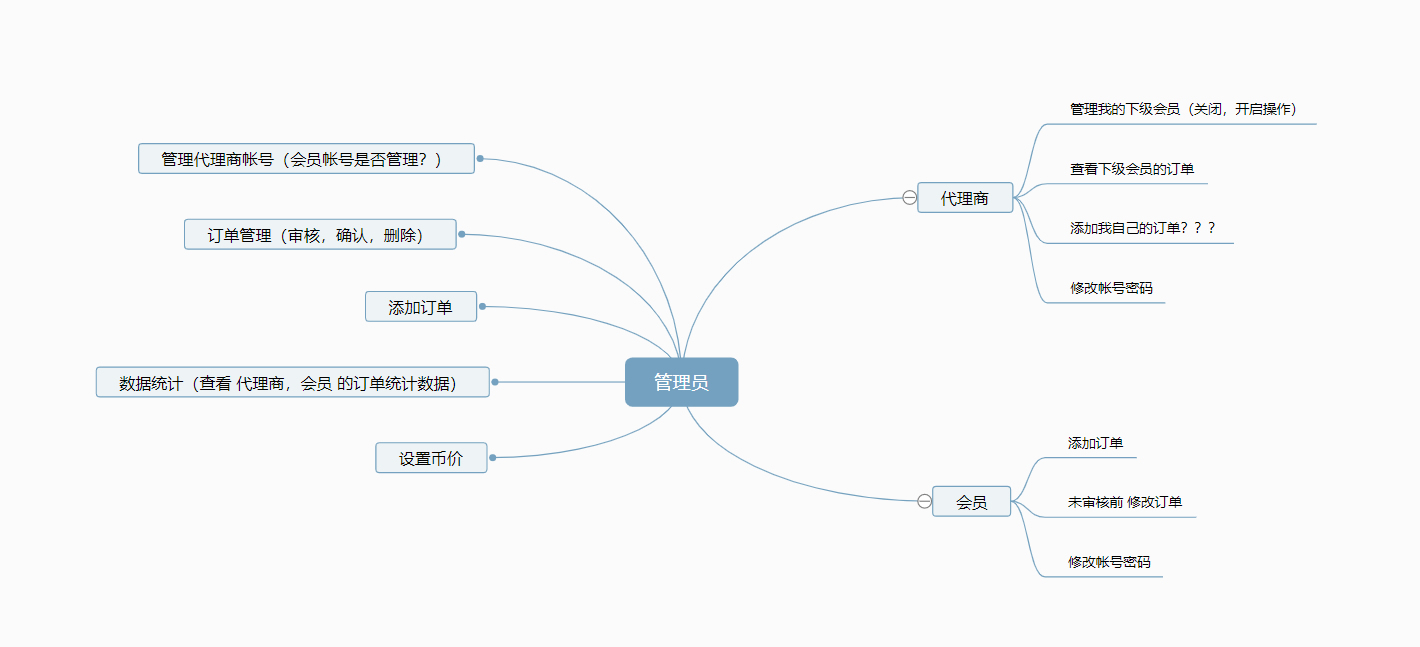 管理代理商帐号（会员帐号是否管理？）
订单管理（审核，确认，删除）
添加订单
数据统计（查看 代理商，会员 的订单统计数据）
设置币价
管理员
代理商
管理我的下级会员（关闭，开启操作）
查看下级会员的订单
添加我自己的订单？？？
修改帐号密码
会员
添加订单
未审核前 修改订单
修改帐号密码